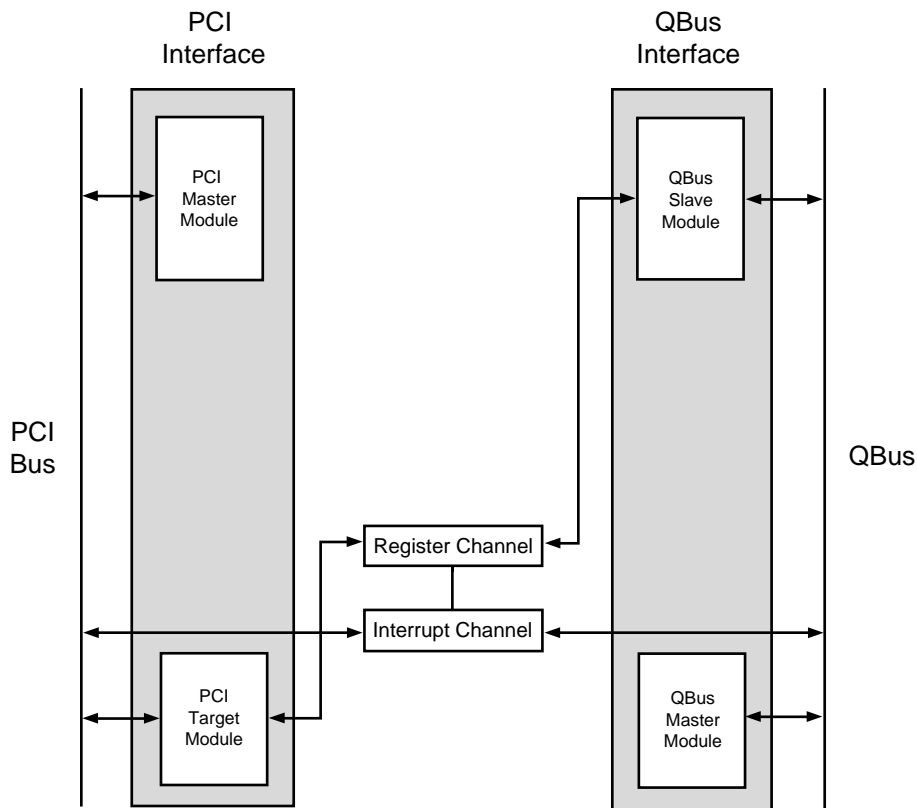 PCI
Interface
QBus
Interface
PCI
Master
Module
QBus
Slave
Module
PCI
Bus
QBus
Register Channel
Interrupt Channel
PCI
Target
Module
QBus
Master
Module